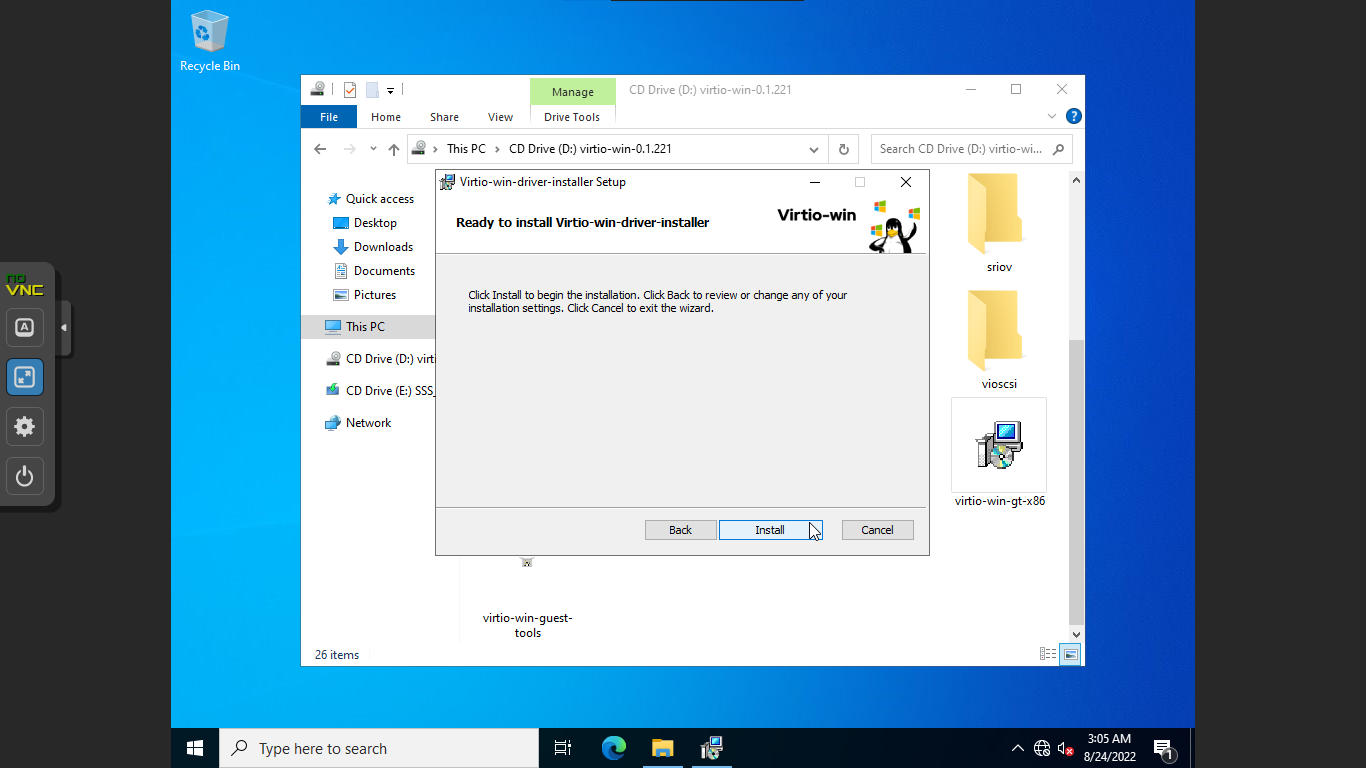 Recycle Bin
Manage
CD Drive (D:) virtio-win-0.1.221
File
Home
Share
View
Drive Tools
?
This PC
CD Drive (D:) virtio-win-0.1.221
Search CD Drive (D:) virtio-wi...
Virtio-win-driver-installer Setup
Ready to install Virtio-win-driver-installer
Virtio-win
Click Install to begin the installation. Click Back to review or change any of your
installation settings. Click Cancel to exit the wizard.
Back
Install
Cancel
Quick access
Desktop
Downloads
Documents
Pictures
This PC
CD Drive (D:) virti
CD Drive (E:) SSS_
Network
sriov
vioscsi
virtio-win-gt-x86
virtio-win-guest-
tools
26 items
no
VNC
A
Type here to search
3:05 AM
8/24/2022
1